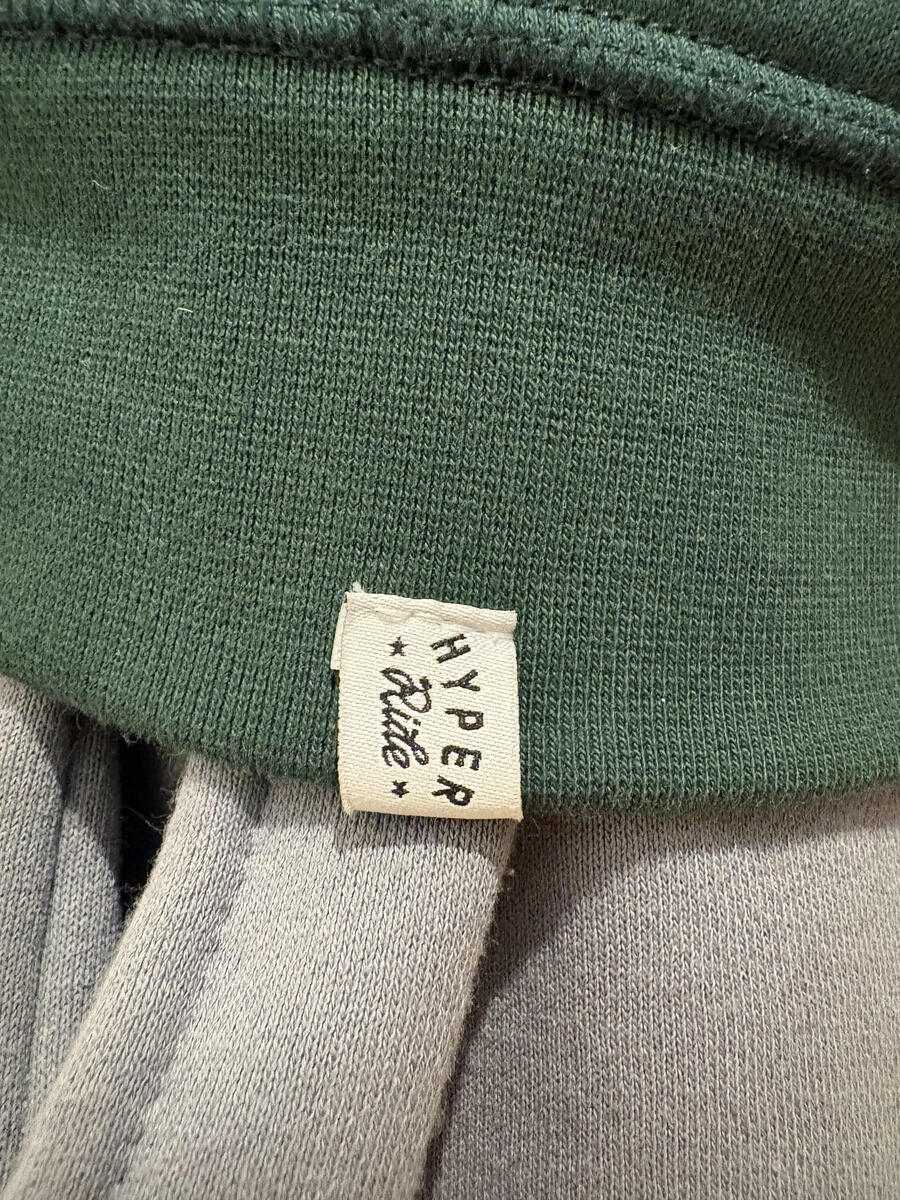 HYPER
★ Ride ★